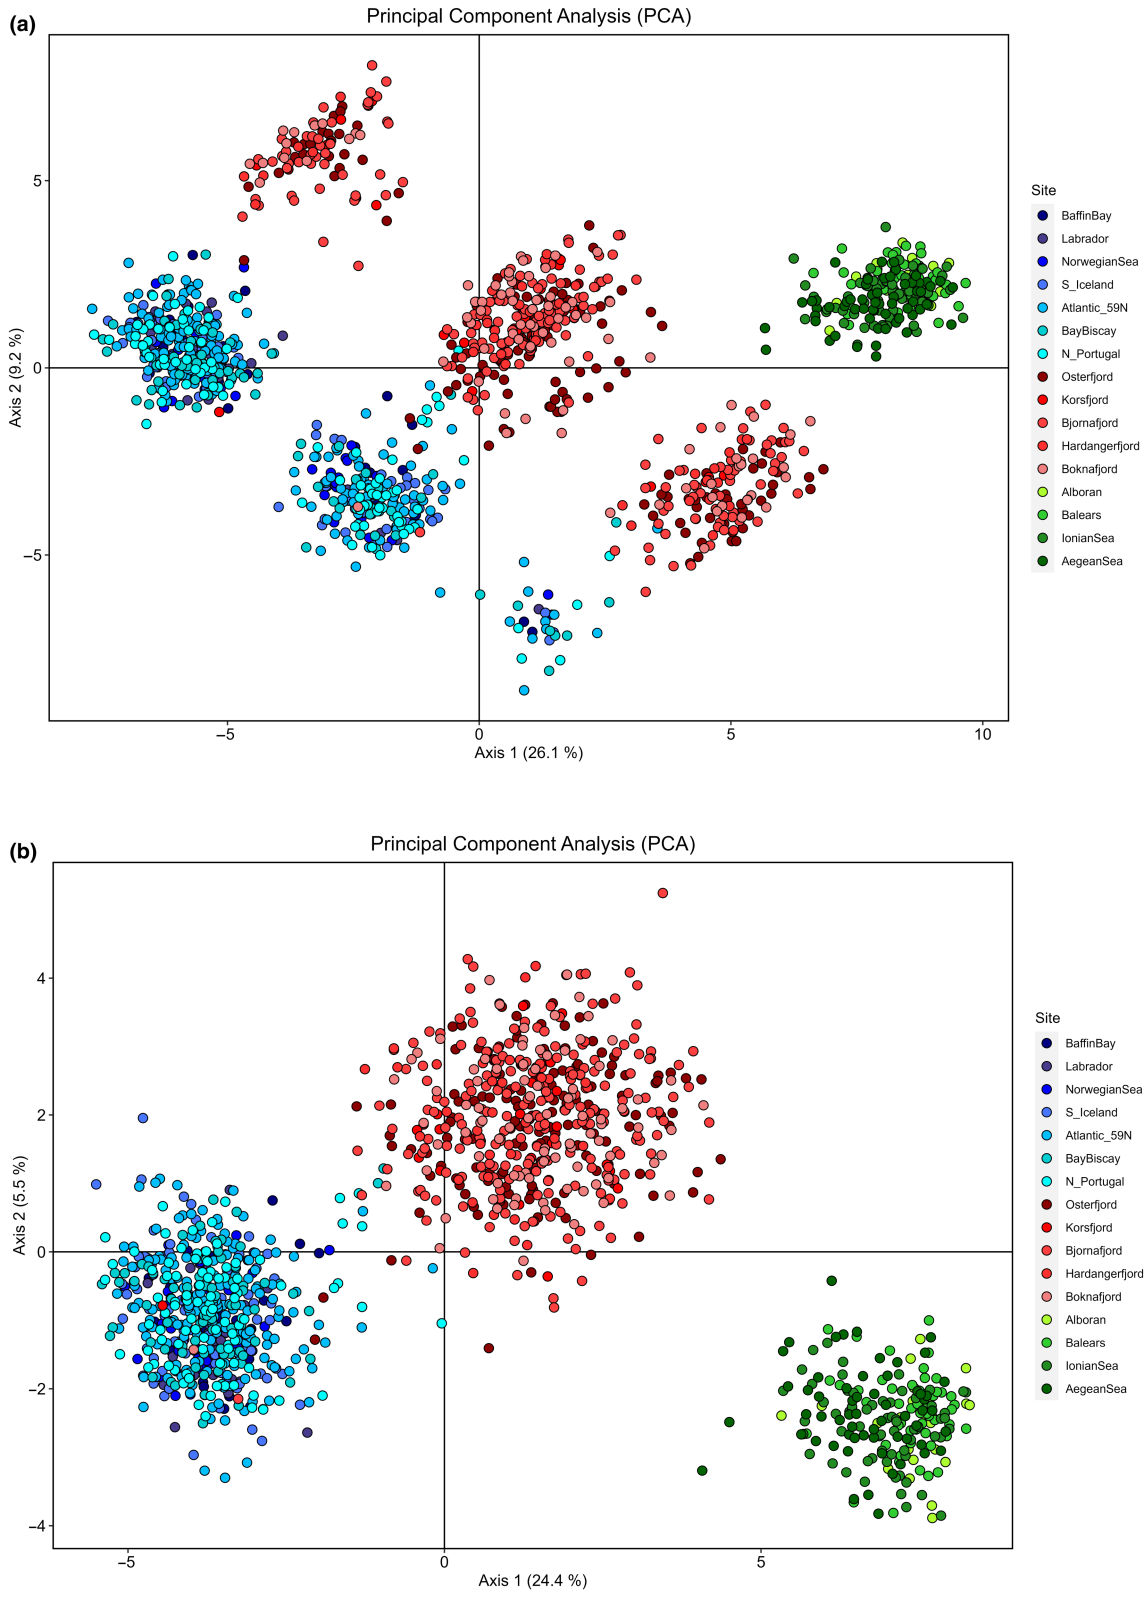 (a)
Principal Component Analysis (PCA)
Axis 2 (9.2 %)
5
0
−5
−5
0
5
10
Axis 1 (26.1 %)
Site
BaffinBay
Labrador
NorwegianSea
S_Iceland
Atlantic_59N
BayBiscay
N_Portugal
Osterfjord
Korsfjord
Bjornafjord
Hardangerfjord
Boknafjord
Alboran
Balears
IonianSea
AegeanSea
(b)
Principal Component Analysis (PCA)
Axis 2 (5.5 %)
4
2
0
−2
−4
−5
0
5
Axis 1 (24.4 %)
Site
BaffinBay
Labrador
NorwegianSea
S_Iceland
Atlantic_59N
BayBiscay
N_Portugal
Osterfjord
Korsfjord
Bjornafjord
Hardangerfjord
Boknafjord
Alboran
Balears
IonianSea
AegeanSea